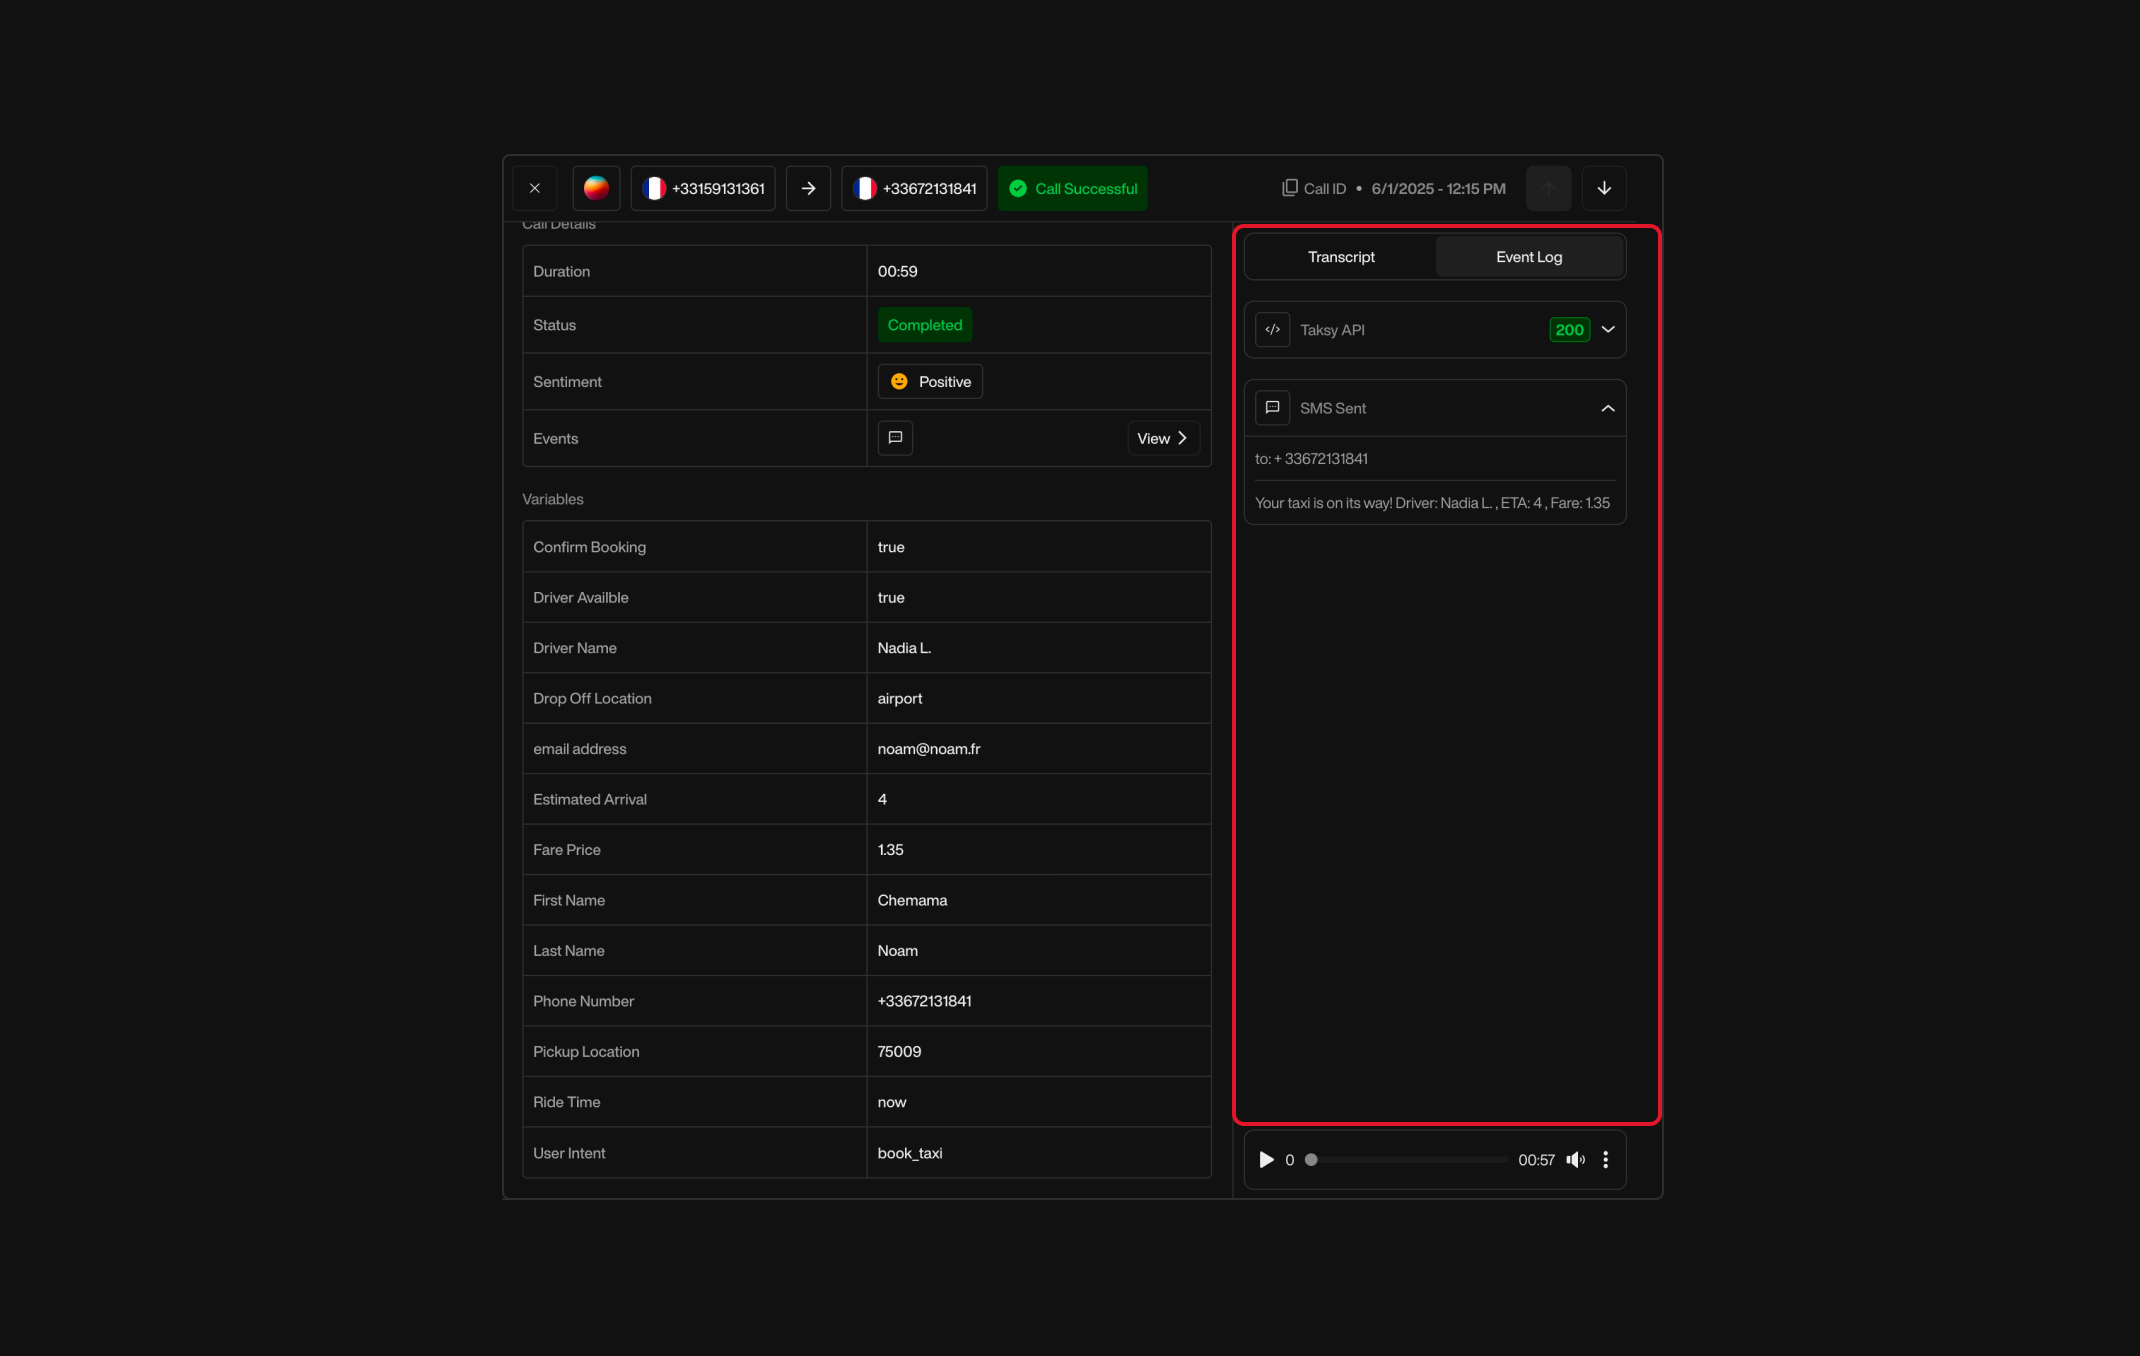 +33159131361
+33672131841
Call Successful
Call ID • 6/1/2025 - 12:15 PM
Call Details
Duration
00:59
Status
Completed
Sentiment
Positive
Events
View
Variables
Confirm Booking
true
Driver Availble
true
Driver Name
Nadia L.
Drop Off Location
airport
email address
noam@noam.fr
Estimated Arrival
4
Fare Price
1.35
First Name
Chemama
Last Name
Noam
Phone Number
+33672131841
Pickup Location
75009
Ride Time
now
User Intent
book_taxi
Transcript
Event Log
</> Taksy API
200
SMS Sent
to: + 33672131841
Your taxi is on its way! Driver: Nadia L. , ETA: 4 , Fare: 1.35
0
00:57